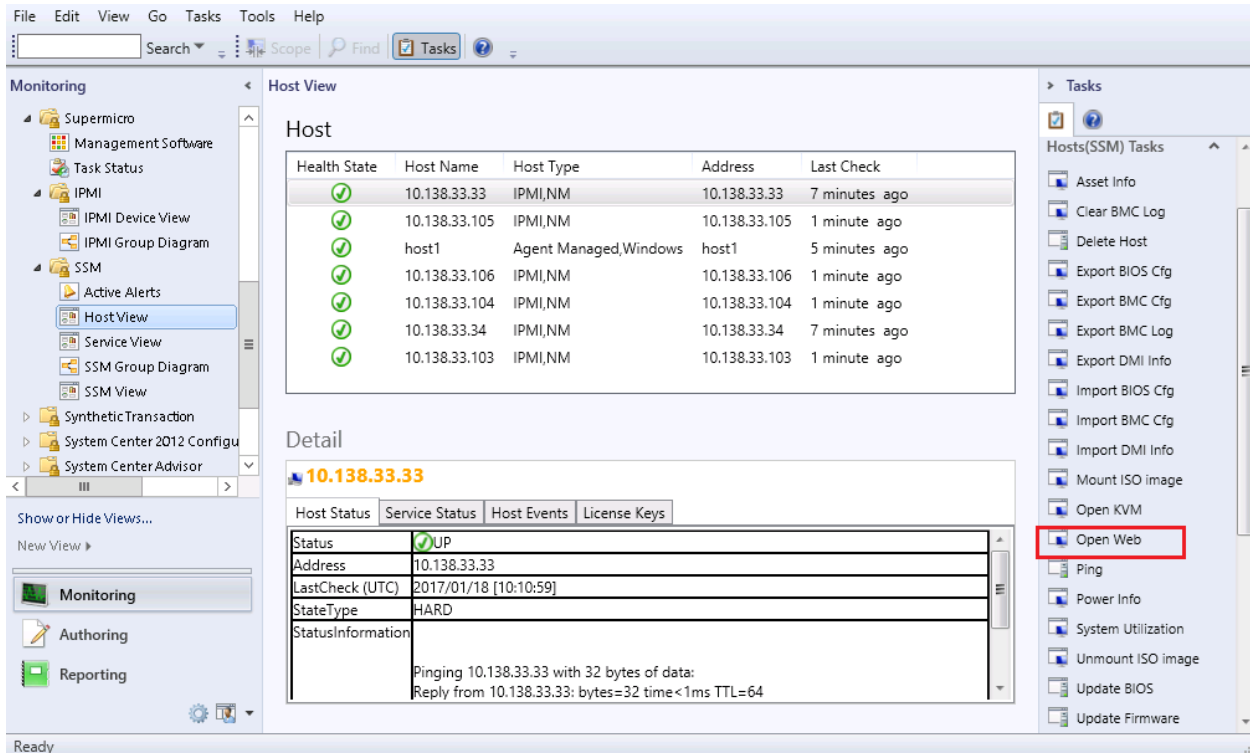 File Edit View Go Tasks Tools Help
Search Scope Find Tasks
Monitoring
Supermicro
Management Software
Task Status
IPMI
IPMI Device View
IPMI Group Diagram
SSM
Active Alerts
Host View
Service View
SSM Group Diagram
SSM View
Synthetic Transaction
System Center 2012 Configu
System Center Advisor
Show or Hide Views...
New View
Monitoring
Authoring
Reporting
Host View
Host
Health State Host Name Host Type Address Last Check
10.138.33.33 IPMI,NM 10.138.33.33 7 minutes ago
10.138.33.105 IPMI,NM 10.138.33.105 1 minute ago
host1 Agent Managed,Windows host1 5 minutes ago
10.138.33.106 IPMI,NM 10.138.33.106 1 minute ago
10.138.33.104 IPMI,NM 10.138.33.104 1 minute ago
10.138.33.34 IPMI,NM 10.138.33.34 7 minutes ago
10.138.33.103 IPMI,NM 10.138.33.103 1 minute ago
Detail
10.138.33.33
Host Status Service Status Host Events License Keys
Status UP
Address 10.138.33.33
LastCheck (UTC) 2017/01/18 [10:10:59]
StateType HARD
StatusInformation
Pinging 10.138.33.33 with 32 bytes of data:
Reply from 10.138.33.33: bytes=32 time<1ms TTL=64
Tasks
Hosts(SSM) Tasks
Asset Info
Clear BMC Log
Delete Host
Export BIOS Cfg
Export BMC Cfg
Export BMC Log
Export DMI Info
Import BIOS Cfg
Import BMC Cfg
Import DMI Info
Mount ISO image
Open KVM
Open Web
Ping
Power Info
System Utilization
Unmount ISO image
Update BIOS
Update Firmware
Ready